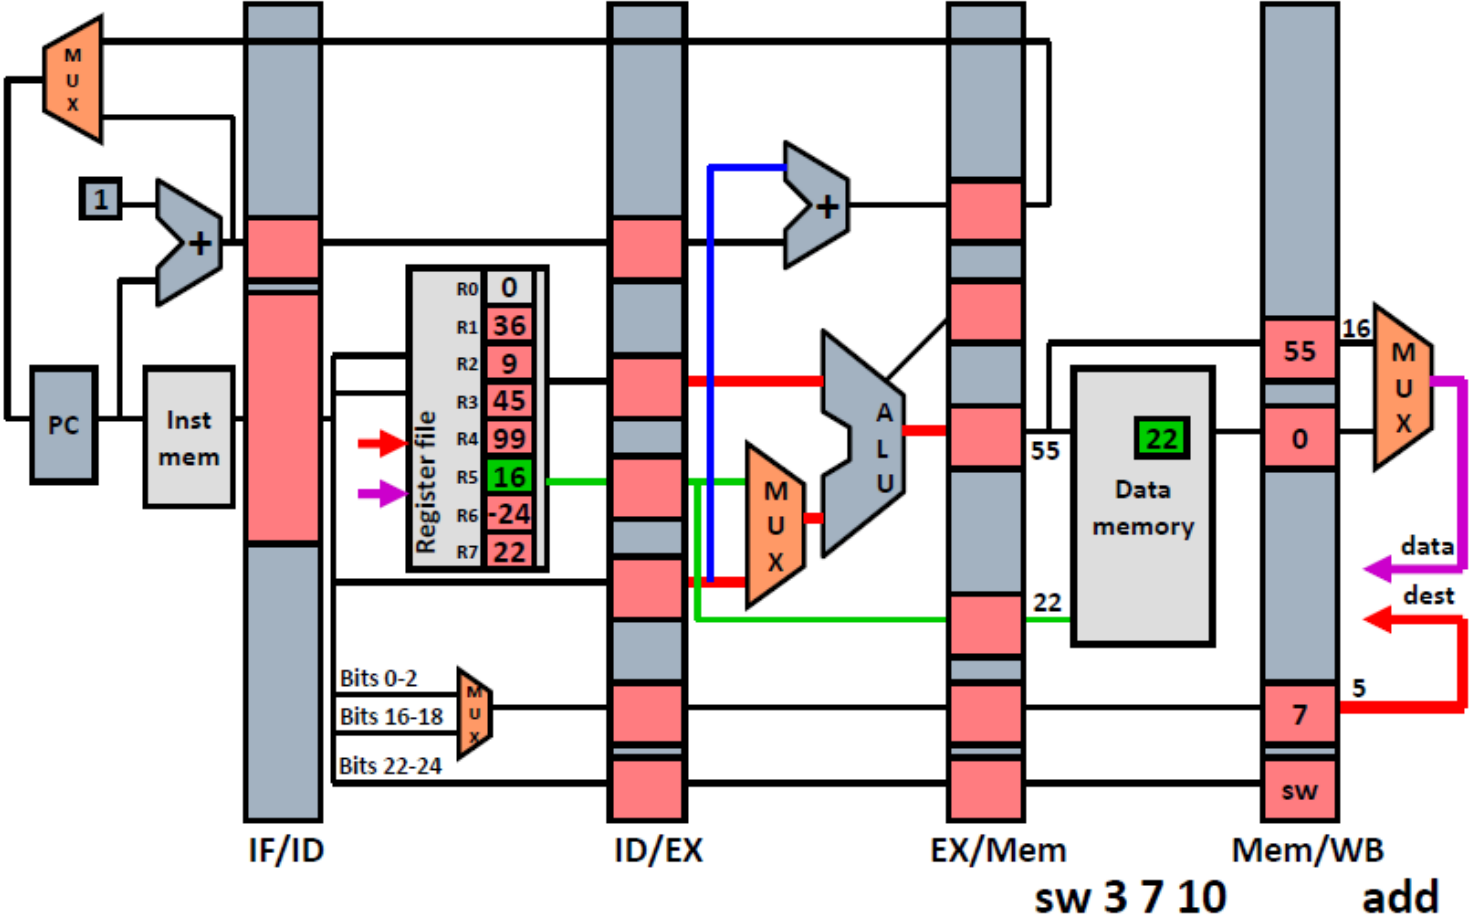 M
U
X
1
+
PC
Inst
mem
Register file
R0 0
R1 36
R2 9
R3 45
R4 99
R5 16
R6 -24
R7 22
Bits 0-2
Bits 16-18
Bits 22-24
M
U
X
+
M
U
X
A
L
U
55
22
22
Data
memory
55
0
7
sw
16
M
U
X
data
dest
5
IF/ID
ID/EX
EX/Mem
Mem/WB
sw 3 7 10
add